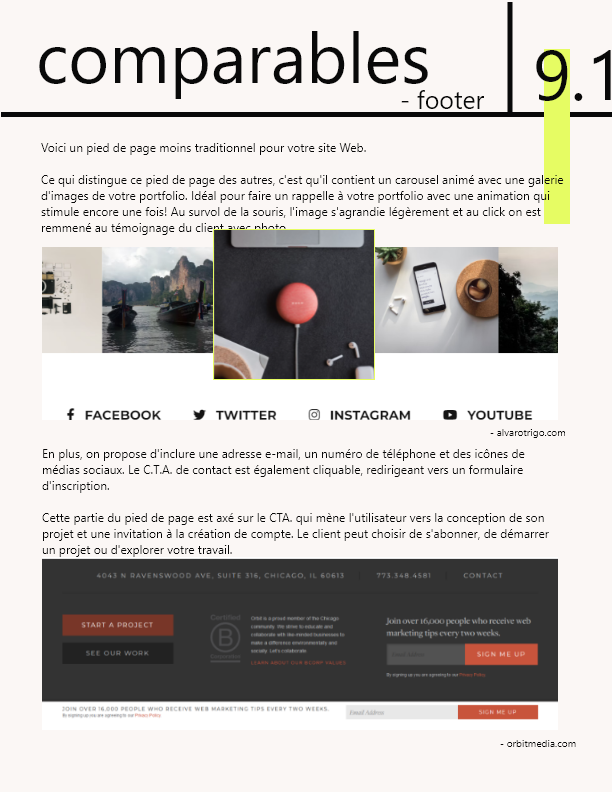 comparables
- footer
9.1
Voici un pied de page moins traditionnel pour votre site Web.
Ce qui distingue ce pied de page des autres, c'est qu'il contient un carousel animé avec une galerie
d'images de votre portfolio. Idéal pour faire un rappelle à votre portfolio avec une animation qui
stimule encore une fois! Au survol de la souris, l'image s'agrandie légèrement et au click on est
remmené au témoignage du client avec photo.
FACEBOOK
TWITTER
INSTAGRAM
YOUTUBE
- alvarotrigo.com
En plus, on propose d'inclure une adresse e-mail, un numéro de téléphone et des icônes de
médias sociaux. Le C.T.A. de contact est également cliquable, redirigeant vers un formulaire
d'inscription.
Cette partie du pied de page est axé sur le CTA. qui mène l'utilisateur vers la conception de son
projet et une invitation à la création de compte. Le client peut choisir de s'abonner, de démarrer
un projet ou d'explorer votre travail.
4043 N RAVENSWOOD AVE, SUITE 316, CHICAGO, IL 60613 | 773.348.4581 | CONTACT
START A PROJECT
SEE OUR WORK
Certified
B
Orbit is a proud member of the Chicago
community. We strive to educate and
collaborate with like-minded businesses to
make a difference environmentally and
socially. Let's collaborate.
LEARN ABOUT OUR BCORP VALUES
Join over 16,000 people who receive web
marketing tips every two weeks.
Email Address
SIGN ME UP
By signing up you are agreeing to our Privacy Policy.
JOIN OVER 16,000 PEOPLE WHO RECEIVE WEB MARKETING TIPS EVERY TWO WEEKS.
By signing up you are agreeing to our Privacy Policy.
Email Address
SIGN ME UP
- orbitmedia.com